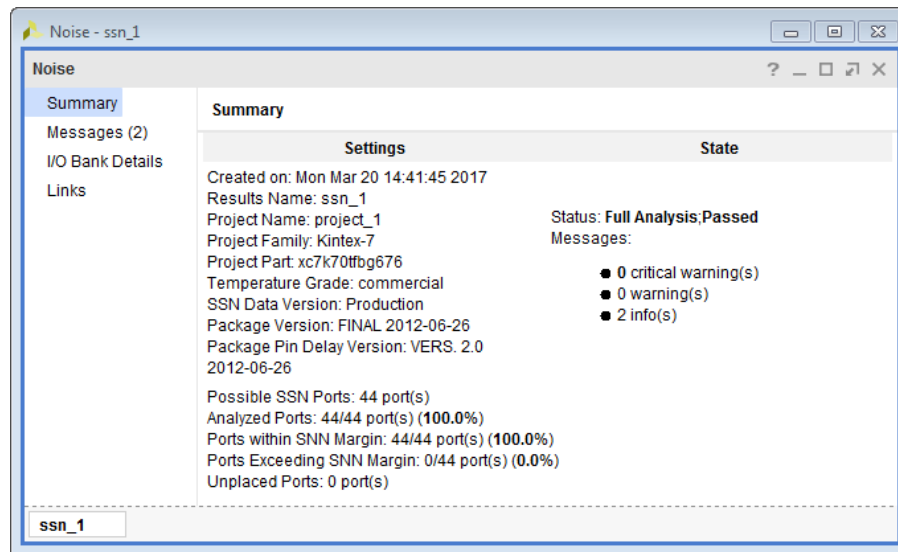 Noise - ssn_1
Noise
Summary
Messages (2)
I/O Bank Details
Links
Summary
Settings
State
Created on: Mon Mar 20 14:41:45 2017
Results Name: ssn_1
Project Name: project_1
Project Family: Kintex-7
Project Part: xc7k70tfbg676
Temperature Grade: commercial
SSN Data Version: Production
Package Version: FINAL 2012-06-26
Package Pin Delay Version: VERS. 2.0
2012-06-26
Possible SSN Ports: 44 port(s)
Analyzed Ports: 44/44 port(s) (100.0%)
Ports within SNN Margin: 44/44 port(s) (100.0%)
Ports Exceeding SNN Margin: 0/44 port(s) (0.0%)
Unplaced Ports: 0 port(s)
Status: Full Analysis;Passed
Messages:
0 critical warning(s)
0 warning(s)
2 info(s)
ssn_1